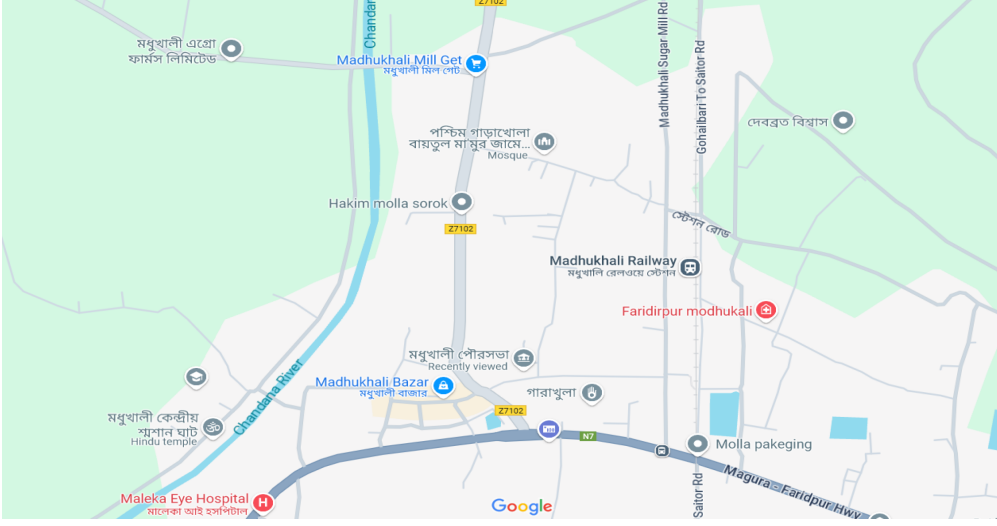 Z7102
Chandana
মধুখালী এগ্রো
ফার্মস লিমিটেড
Madhukhali Mill Get
মধুখালী মিল গেট
Madhukhali Sugar Mill Rd
Gohailbari To Saitor Rd
দেবব্রত বিশ্বাস
পশ্চিম গাড়াখোলা
বায়তুল মা'মুর জামে...
Mosque
Hakim molla sorok
Z7102
স্টেশন রোড
Madhukhali Railway
মধুখালি রেলওয়ে স্টেশন
Faridirpur modhukali
মধুখালী পৌরসভা
Recently viewed
Madhukhali Bazar
মধুখালী বাজার
গারাখুলা
Chandana River
Z7102
মধুখালী কেন্দ্রীয়
শ্মশান ঘাট
Hindu temple
N7
Molla pakeging
Magura - Faridpur Hwy
Saitor Rd
Maleka Eye Hospital
মালেকা আই হসপিটাল
Google